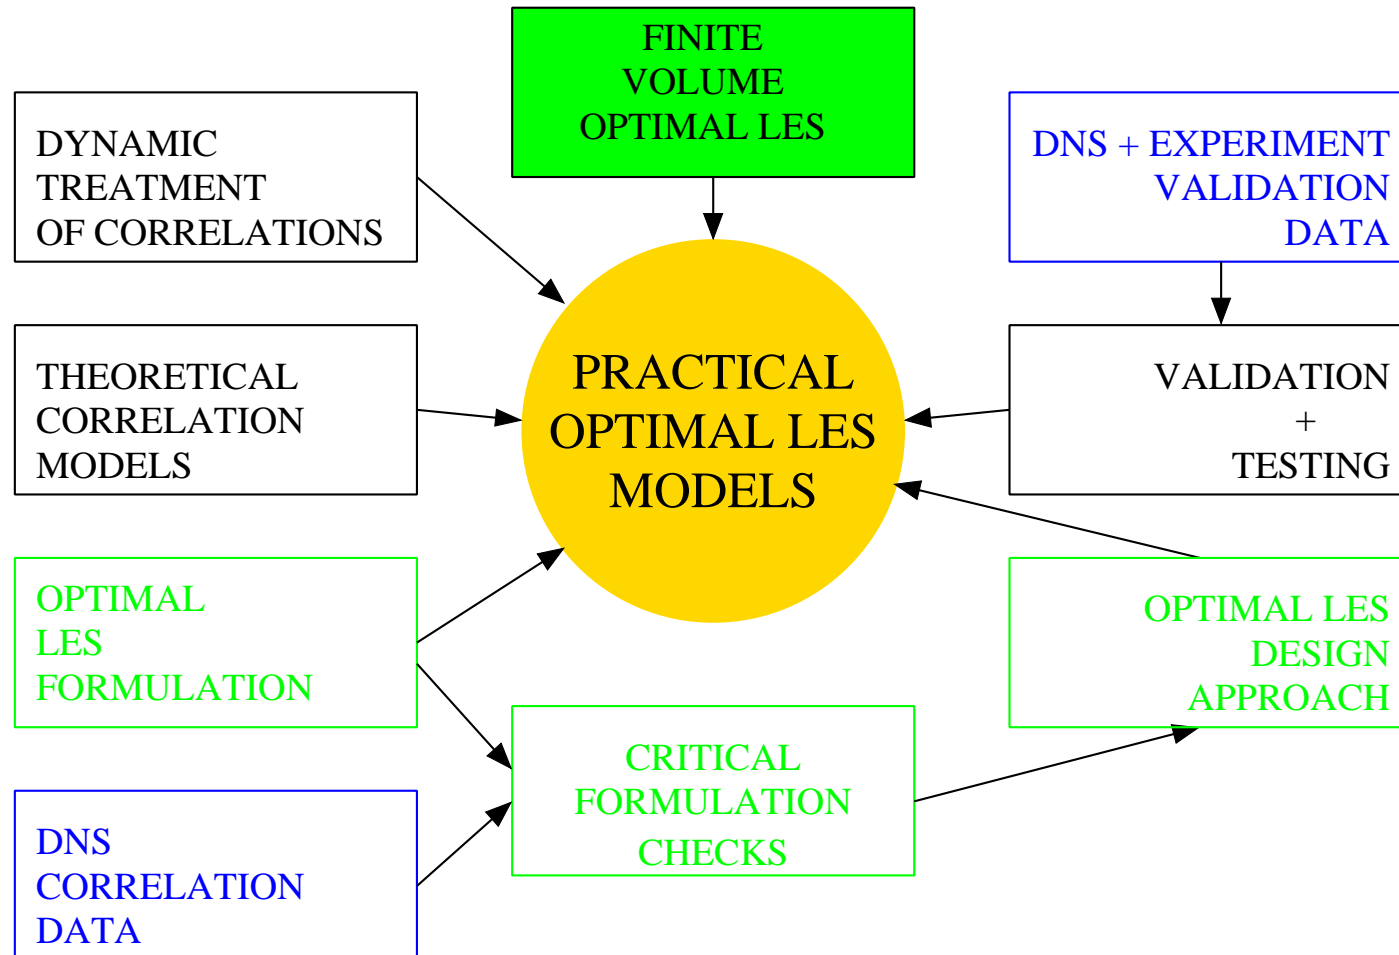 FINITE
VOLUME
OPTIMAL LES
DYNAMIC
TREATMENT
OF CORRELATIONS
DNS + EXPERIMENT
VALIDATION
DATA
THEORETICAL
CORRELATION
MODELS
PRACTICAL
OPTIMAL LES
MODELS
VALIDATION
+
TESTING
OPTIMAL
LES
FORMULATION
OPTIMAL LES
DESIGN
APPROACH
CRITICAL
FORMULATION
CHECKS
DNS
CORRELATION
DATA